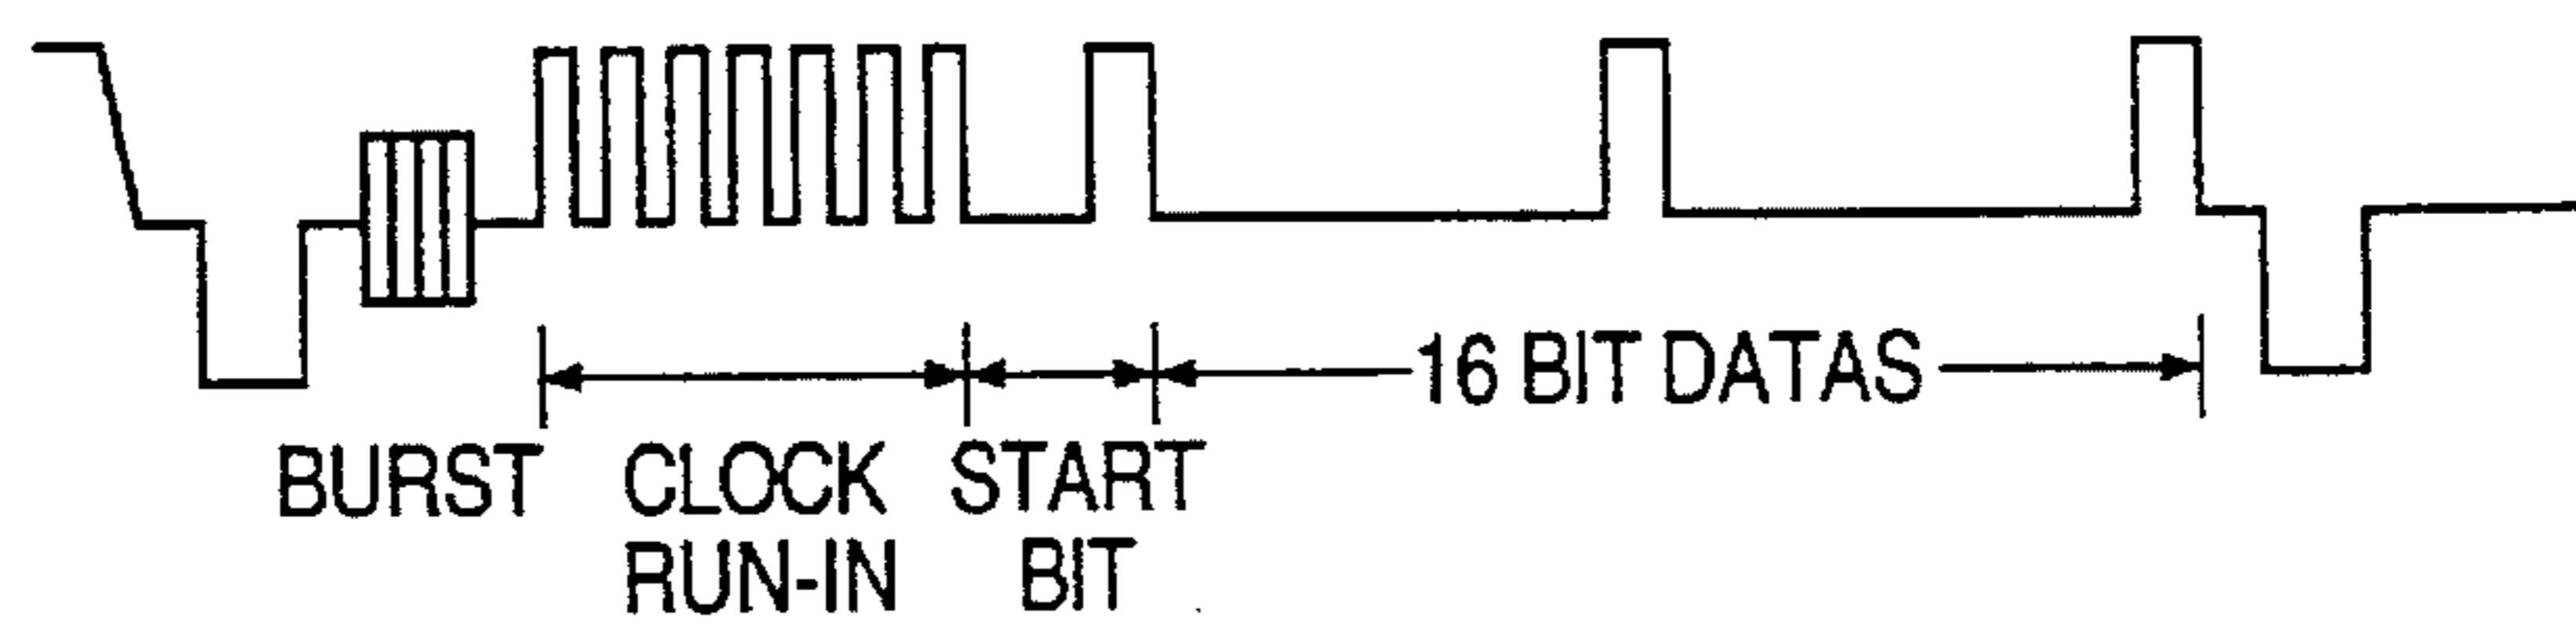 16 BIT DATAS
BURST
CLOCK
RUN-IN
START
BIT